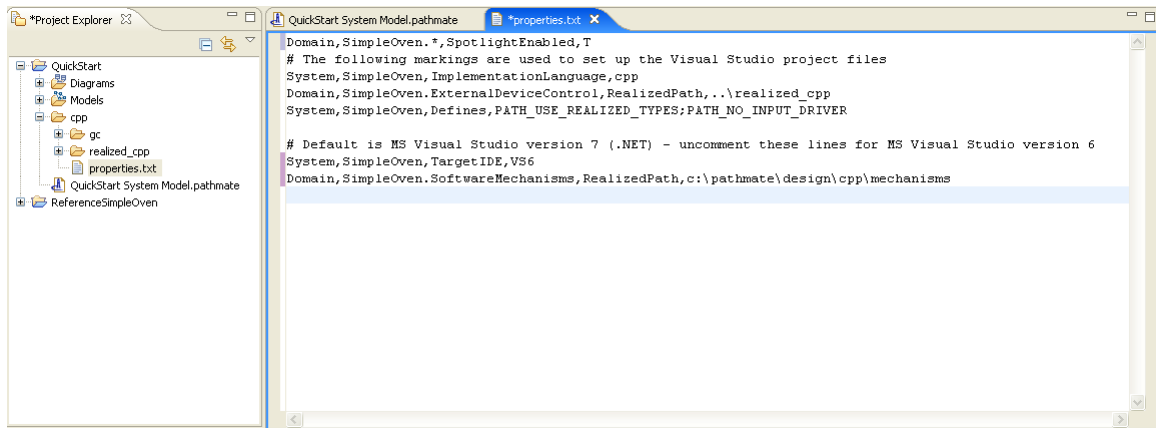 *Project Explorer
QuickStart
Diagrams
Models
cpp
gc
realized_cpp
properties.txt
QuickStart System Model.pathmate
ReferenceSimpleOven
QuickStart System Model.pathmate
*properties.txt
Domain,SimpleOven.*,SpotlightEnabled,T
# The following markings are used to set up the Visual Studio project files
System,SimpleOven,ImplementationLanguage,cpp
Domain,SimpleOven.ExternalDeviceControl,RealizedPath,..\realized_cpp
System,SimpleOven,Defines,PATH_USE_REALIZED_TYPES;PATH_NO_INPUT_DRIVER
# Default is MS Visual Studio version 7 (.NET) - uncomment these lines for MS Visual Studio version 6
System,SimpleOven,TargetIDE,VS6
Domain,SimpleOven.SoftwareMechanisms,RealizedPath,c:\pathmate\design\cpp\mechanisms